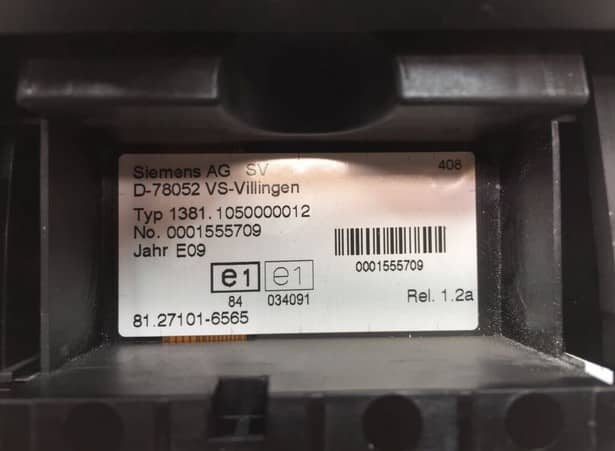 Siemens AG SV 408
D-78052 VS-Villingen
Typ 1381.1050000012
No. 0001555709
Jahr E09
0001555709
e1 e1
84 034091
Rel. 1.2a
81.27101-6565